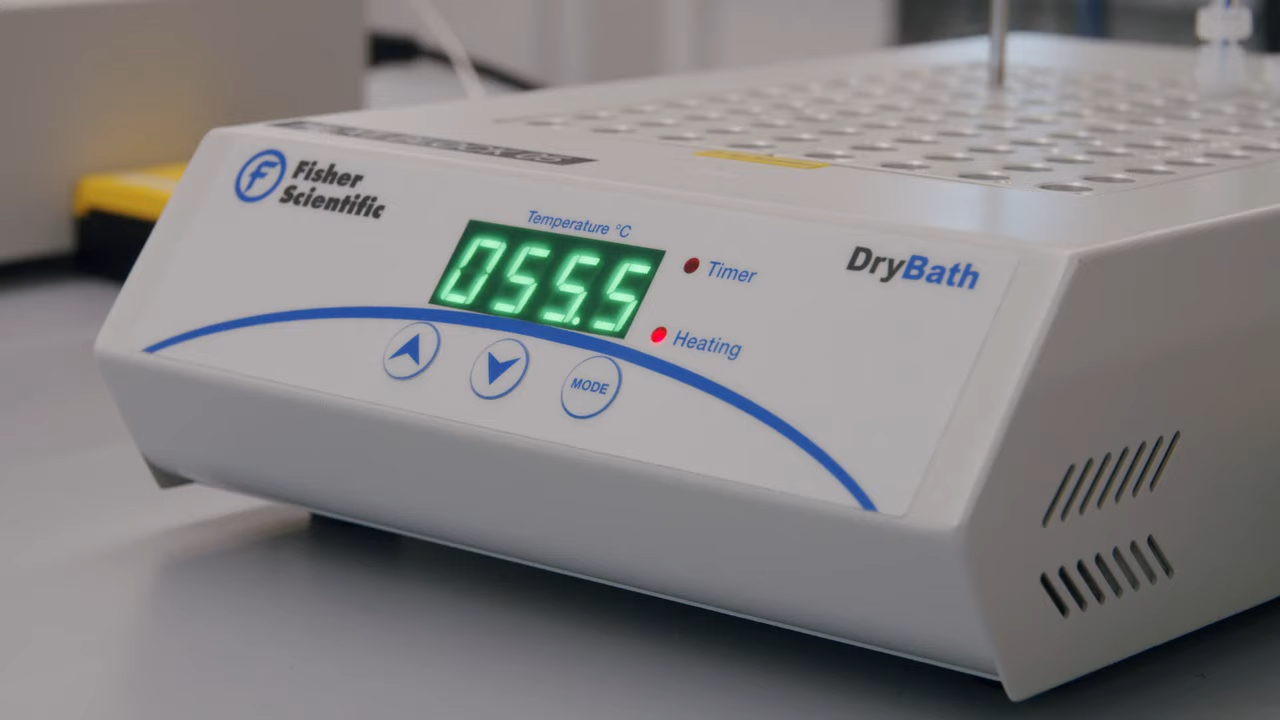 Fisher
Scientific
Temperature °C
055.5
Timer
Heating
DryBath
MODE